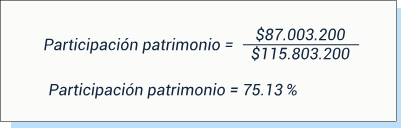 Participación patrimonio = $87.003.200
$115.803.200
Participación patrimonio = 75.13 %